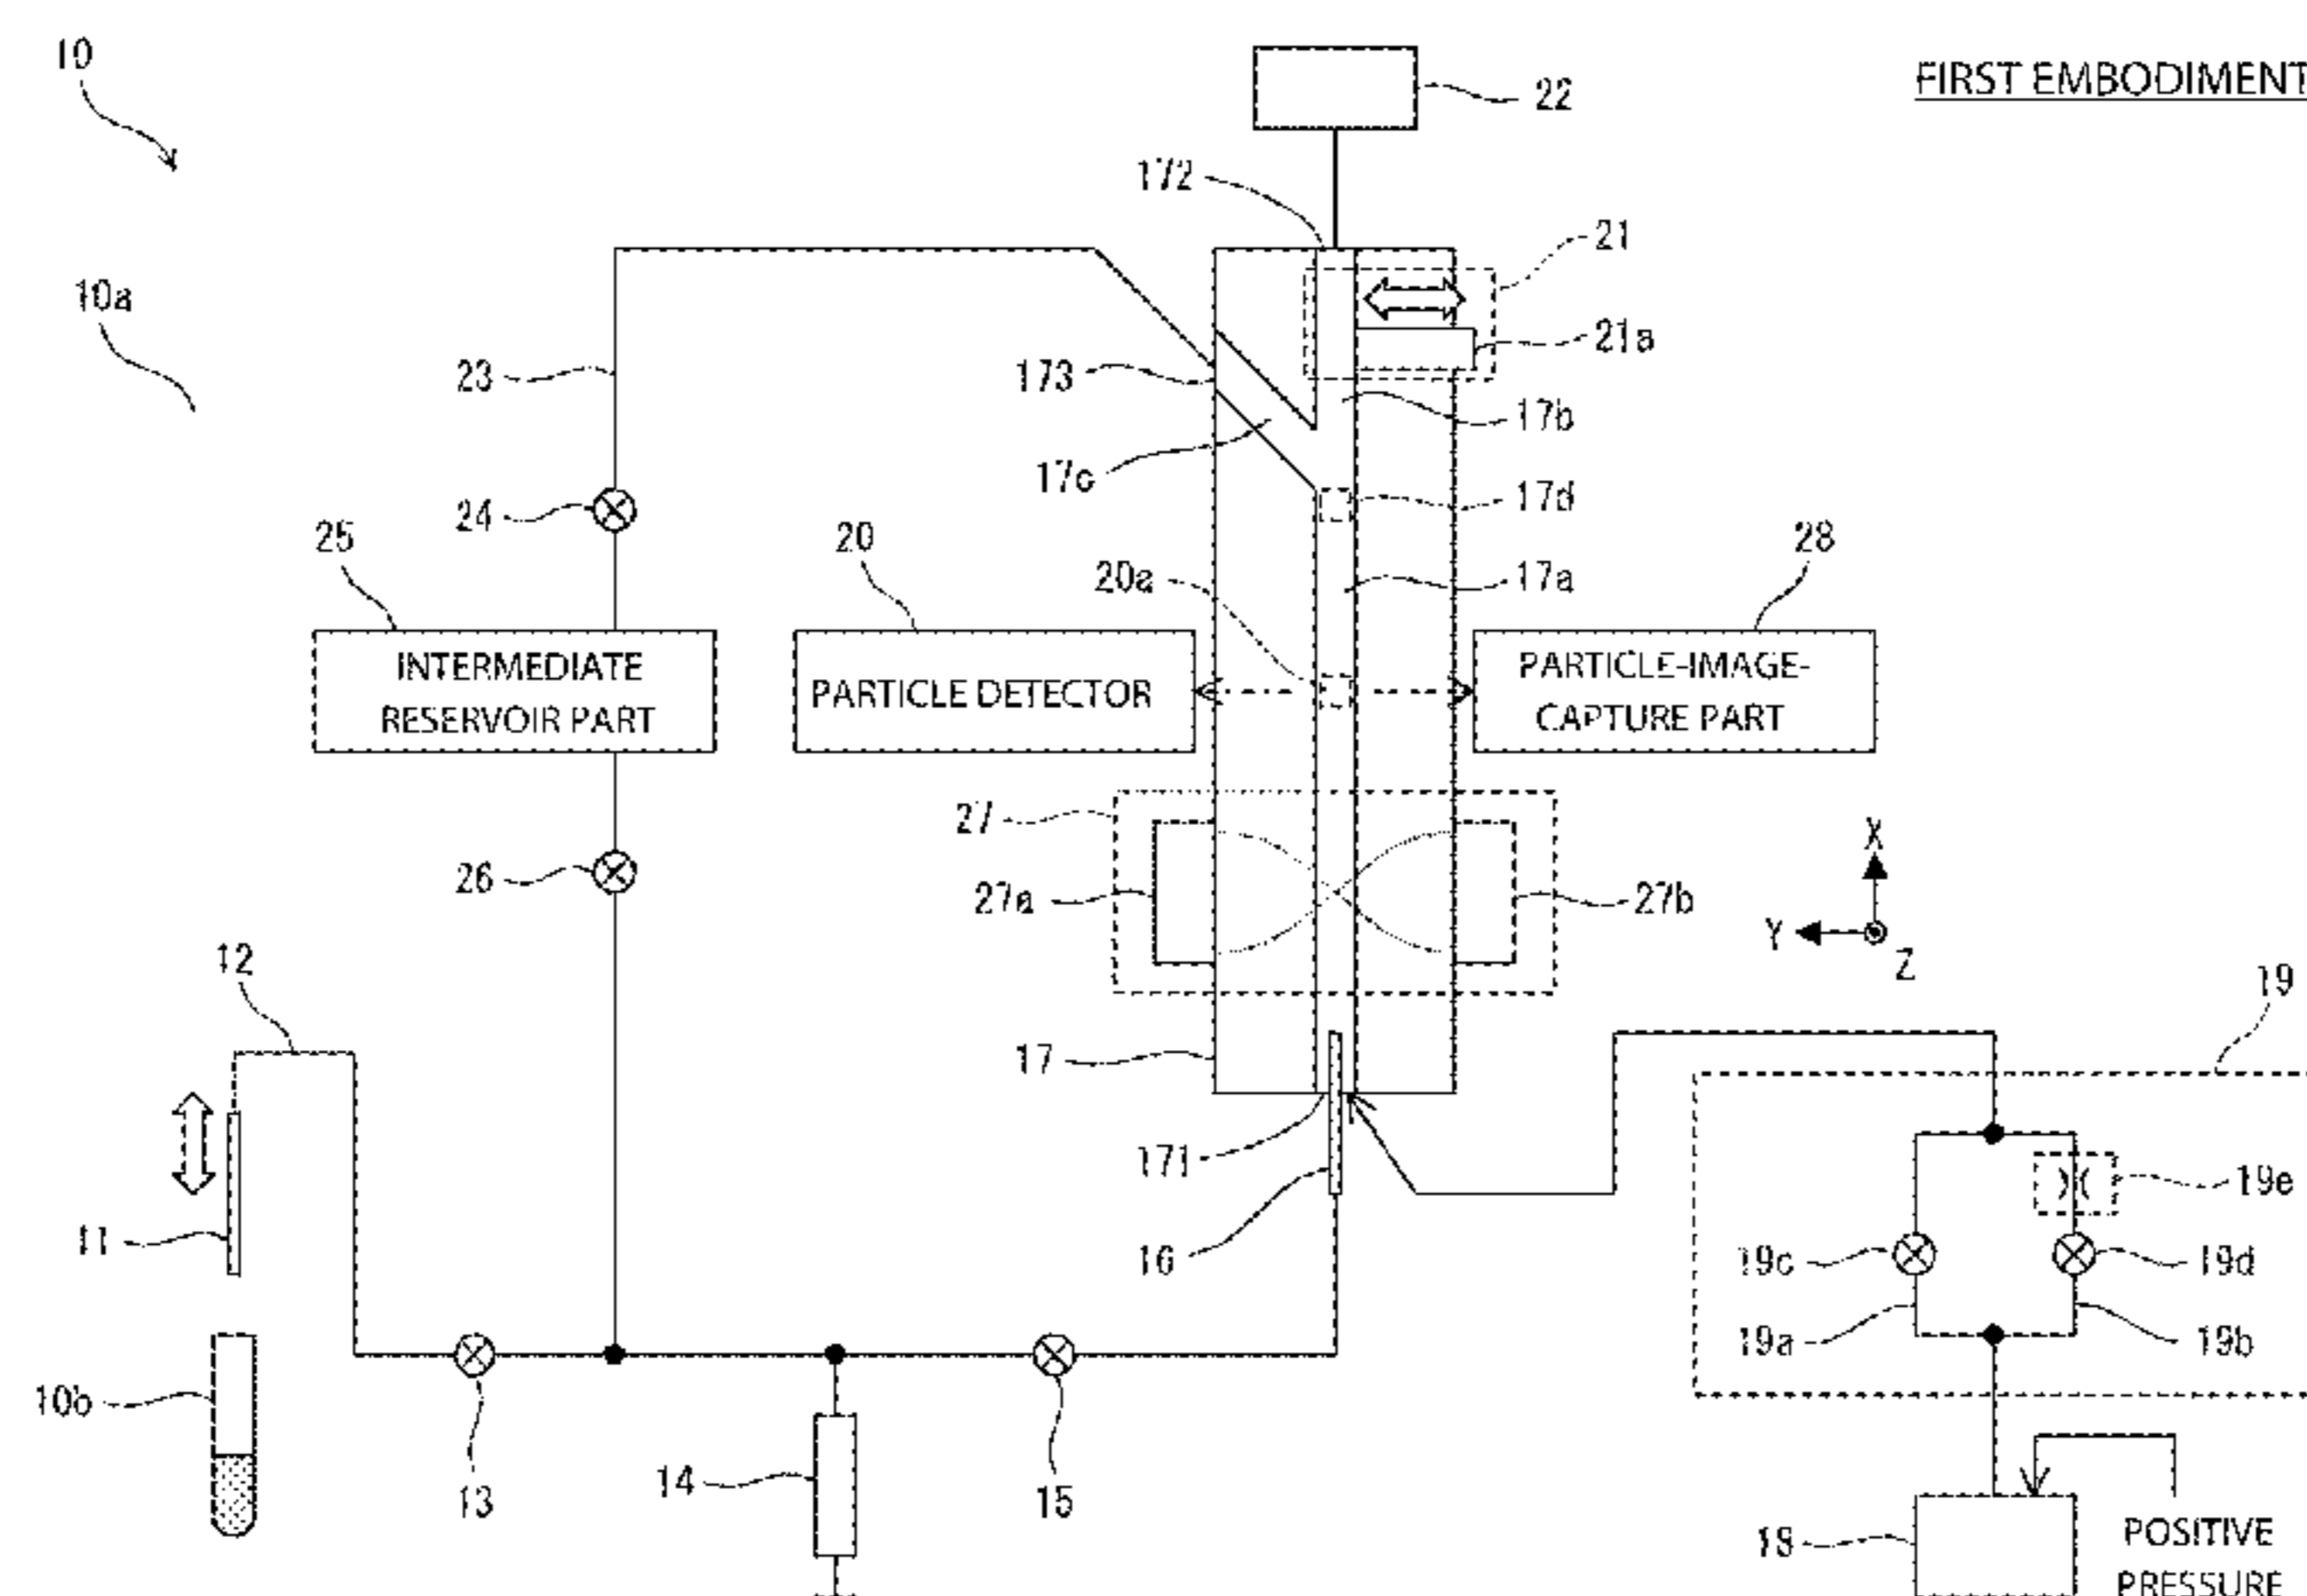 10
FIRST EMBODIMENT
22
172
21
10a
21a
23
173
17b
17c
17d
24
25
20
28
20a
17a
INTERMEDIATE
RESERVOIR PART
PARTICLE DETECTOR
PARTICLE-IMAGE-
CAPTURE PART
27
X
26
27a
27b
Y
Z
12
19
17
171
19e
11
16
19c
19d
19a
19b
10b
14
13
15
18
POSITIVE
PRESSURE